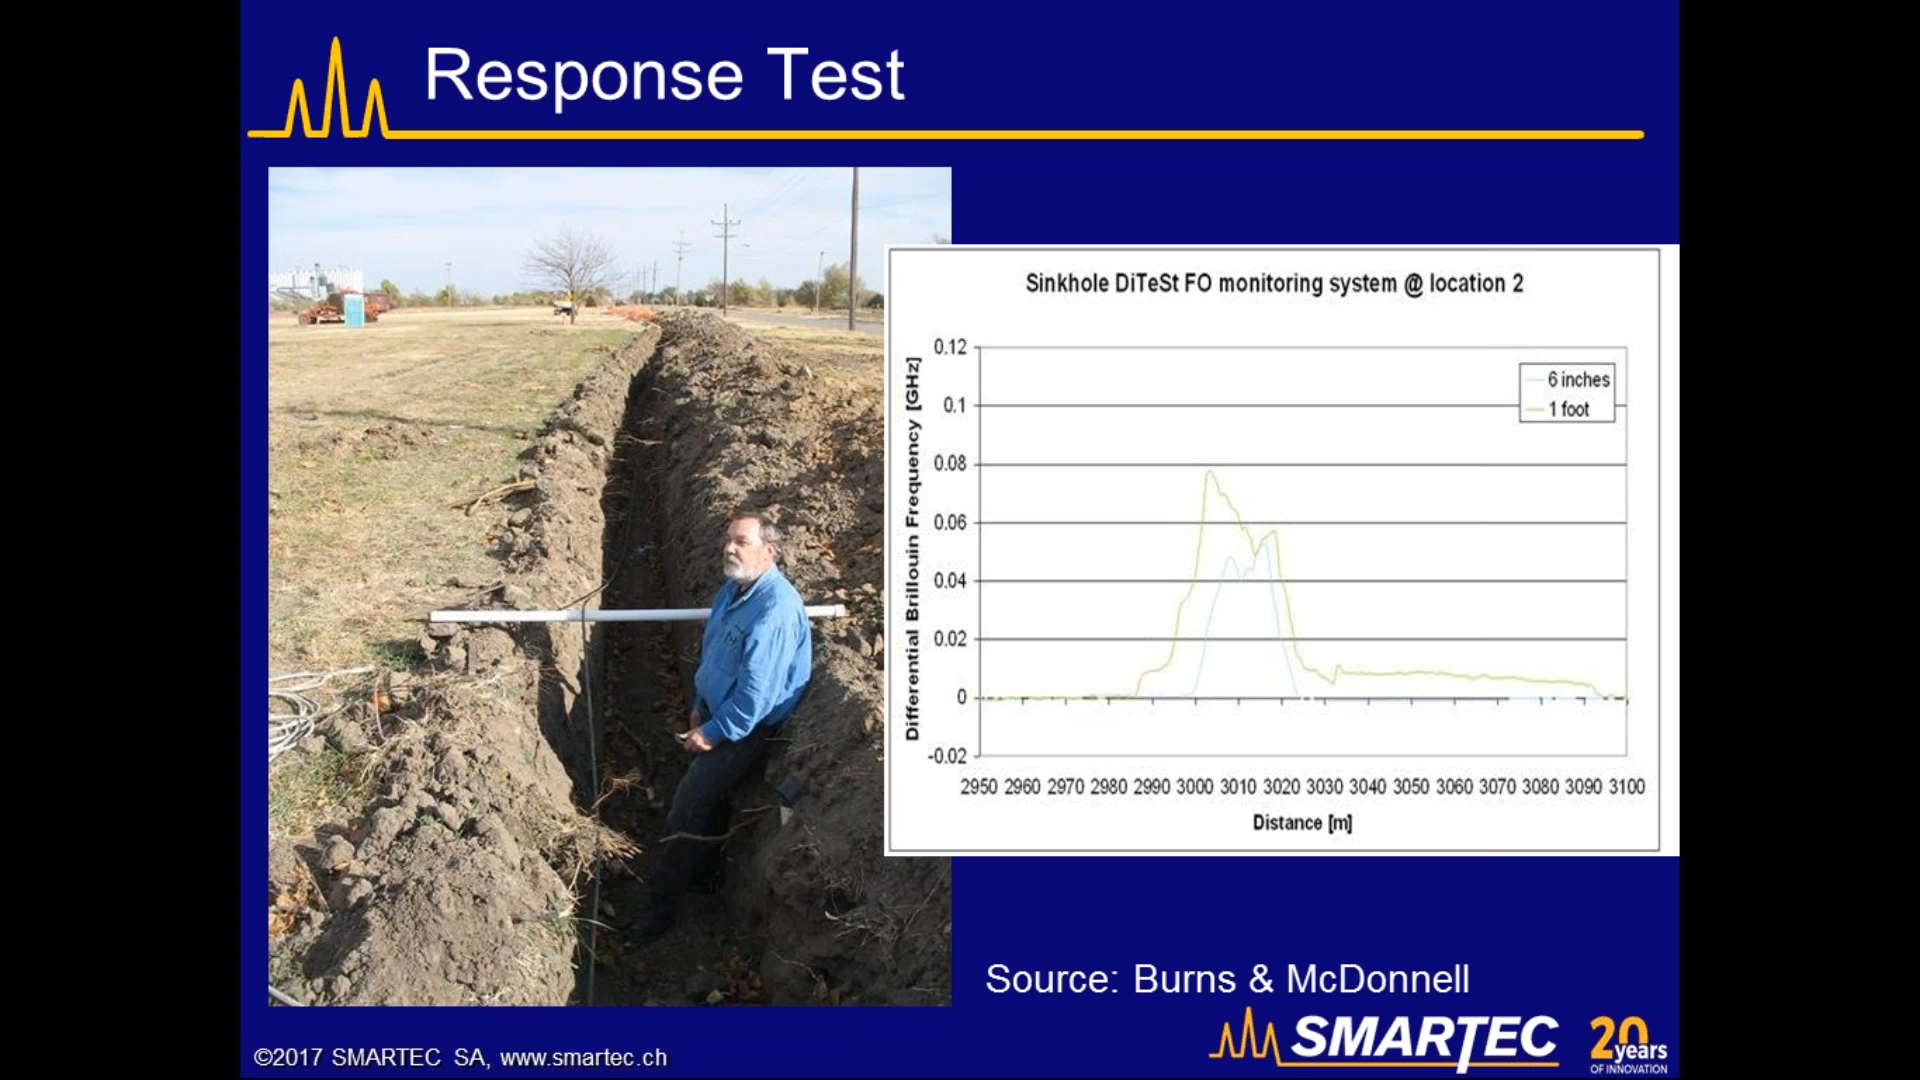 Response Test
Sinkhole DiTeSt FO monitoring system @ location 2
Differential Brillouin Frequency [GHz]
0.12
0.1
0.08
0.06
0.04
0.02
0
-0.02
6 inches
1 foot
2950 2960 2970 2980 2990 3000 3010 3020 3030 3040 3050 3060 3070 3080 3090 3100
Distance [m]
Source: Burns & McDonnell
©2017 SMARTEC SA, www.smartec.ch
SMARTEC
20 years
OF INNOVATION